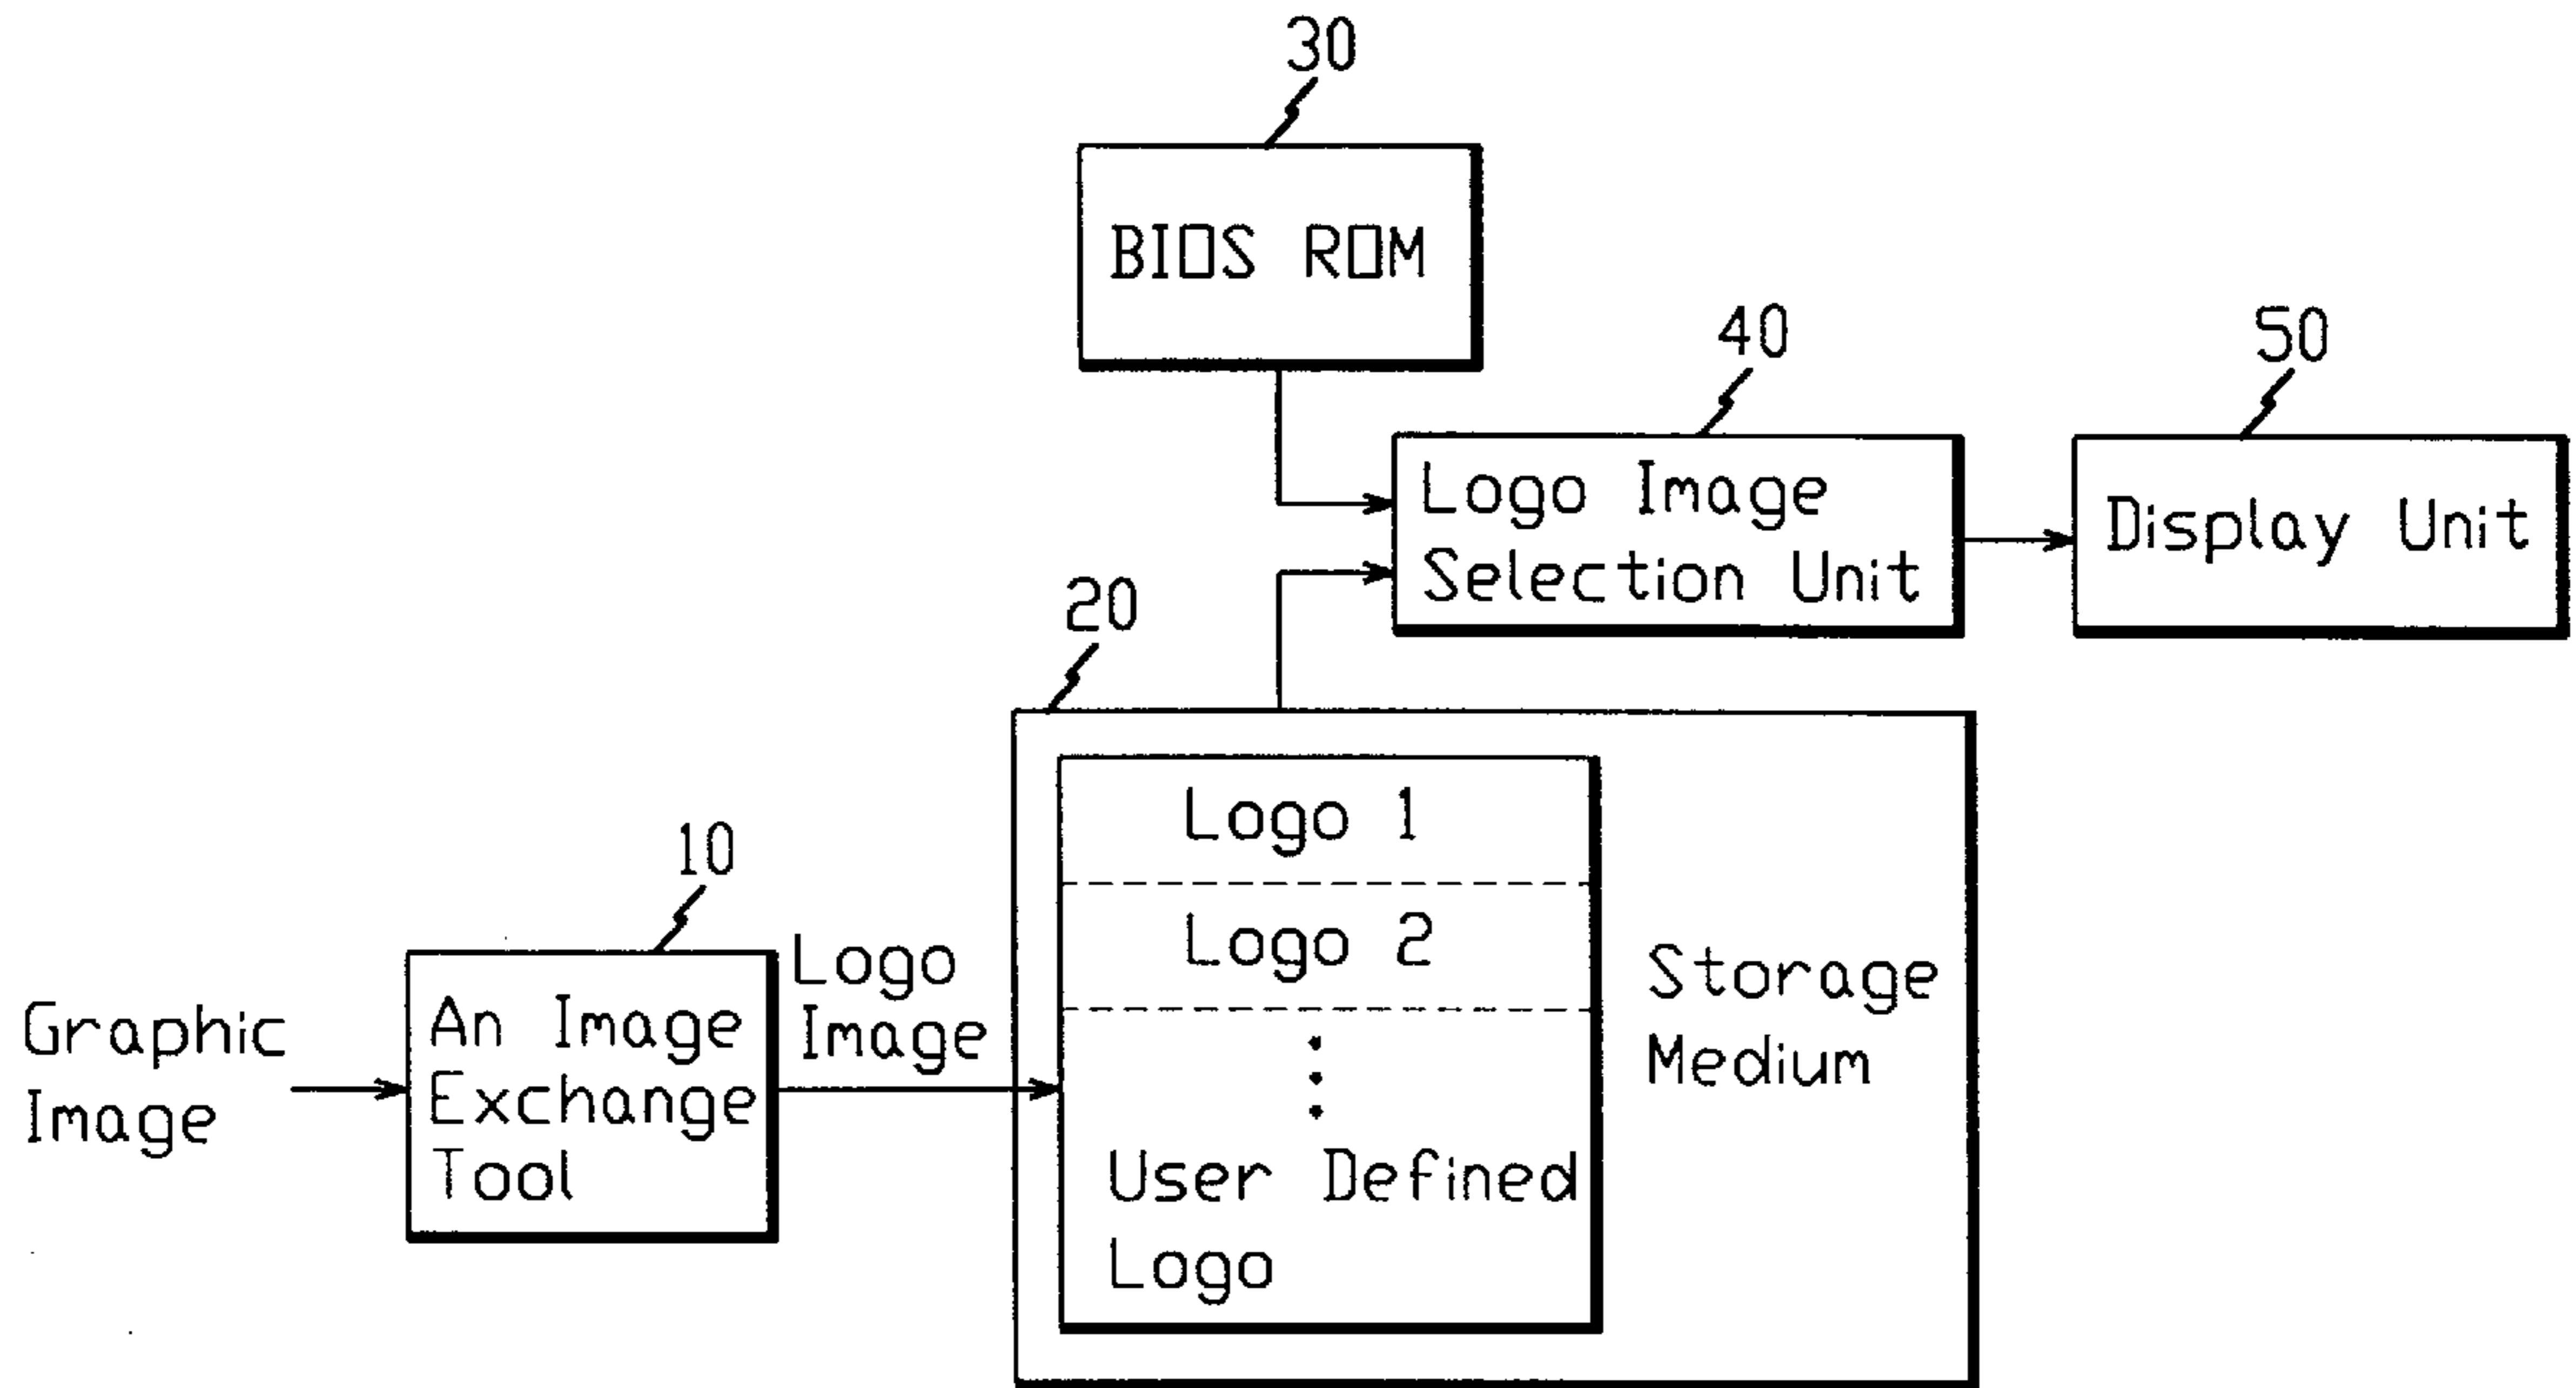 30
BIOS ROM
40
Logo Image
Selection Unit
50
Display Unit
20
Logo 1
Logo 2
User Defined
Logo
Storage
Medium
10
An Image
Exchange
Tool
Logo
Image
Graphic
Image